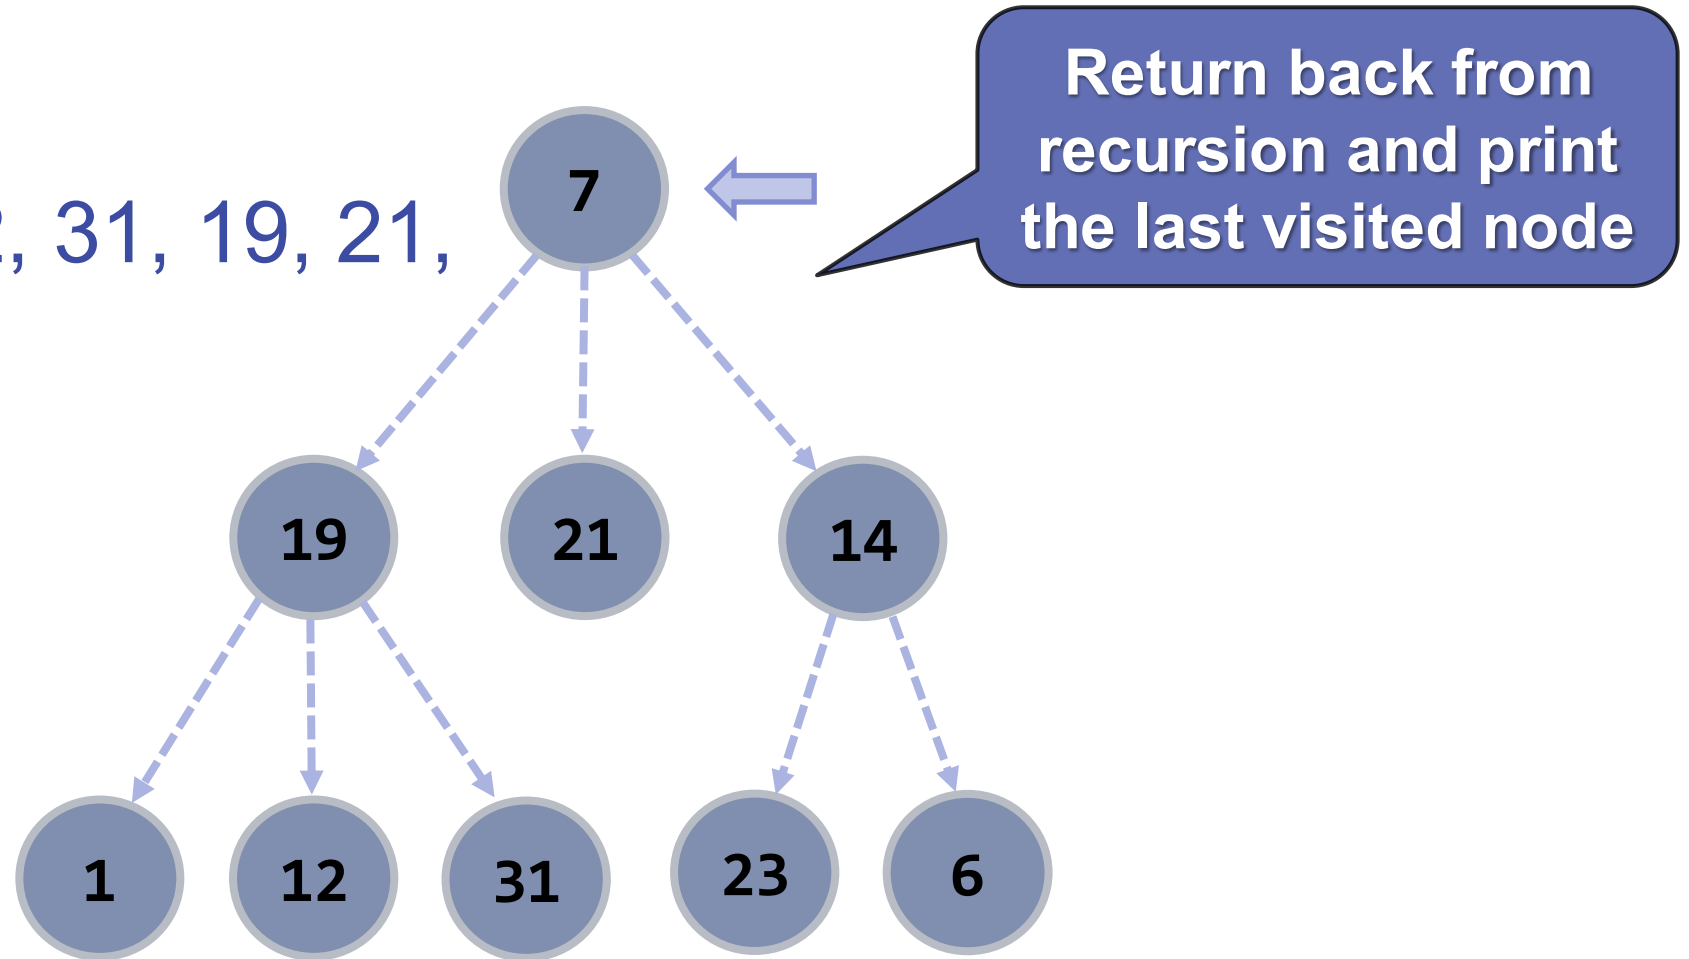 Return back from
recursion and print
the last visited node
, 31, 19, 21,
7
19 21 14
1 12 31 23 6